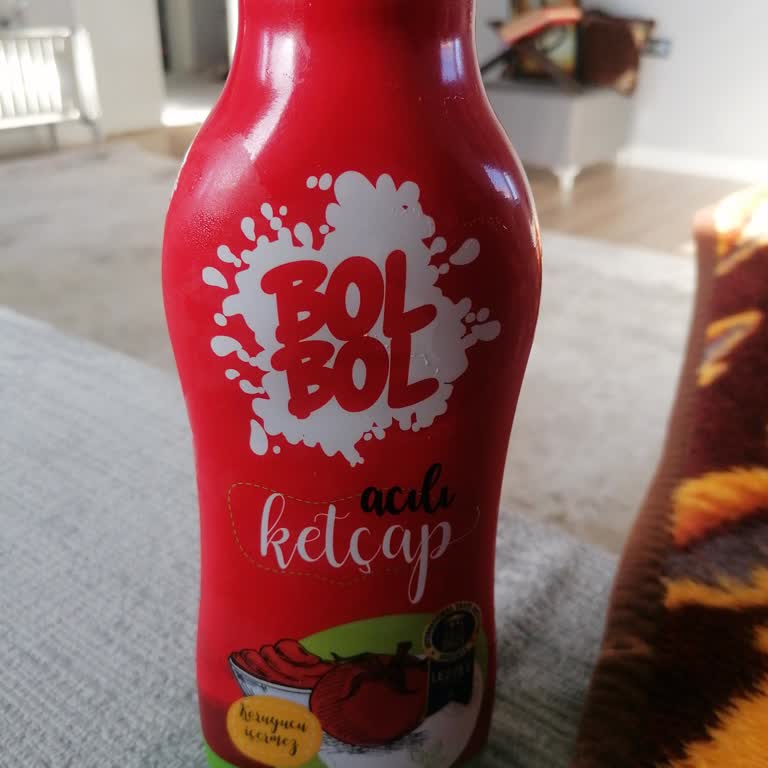 BOL
BOL
acılı
ketçap
Koruyucu
içermez